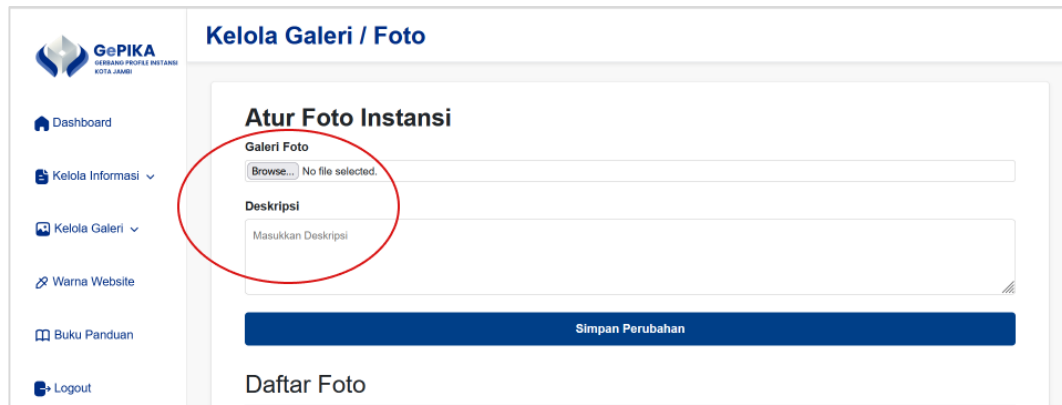 GePIKA
GERBANG PROFILE INSTANSI
KOTA JAMBI
Dashboard
Kelola Informasi
Kelola Galeri
Warna Website
Buku Panduan
Logout
Kelola Galeri / Foto
Atur Foto Instansi
Galeri Foto
Browse... No file selected.
Deskripsi
Masukkan Deskripsi
Simpan Perubahan
Daftar Foto